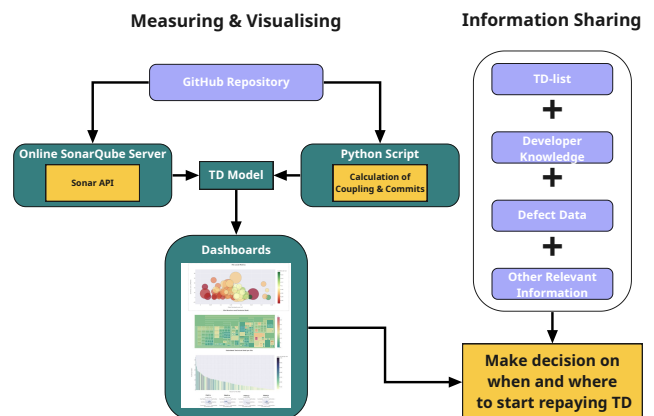 Measuring & Visualising
Information Sharing
GitHub Repository
Online SonarQube Server
Sonar API
TD Model
Python Script
Calculation of
Coupling & Commits
Dashboards
TD-list
+
Developer
Knowledge
+
Defect Data
+
Other Relevant
Information
Make decision on
when and where
to start repaying TD